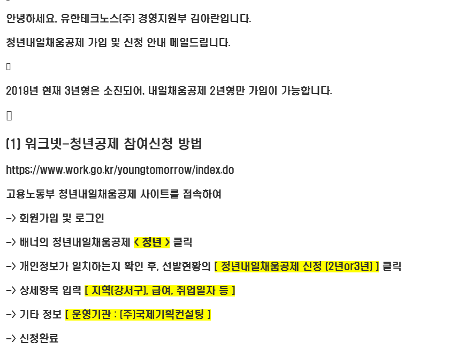 안녕하세요, 유한테크노스(주) 경영지원부 김아란입니다.
청년내일채움공제 가입 및 신청 안내 메일드립니다.
2019년 현재 3년형은 소진되어, 내일채움공제 2년형만 가입이 가능합니다.
(1) 워크넷-청년공제 참여신청 방법
https://www.work.go.kr/youngtomorrow/index.do
고용노동부 청년내일채움공제 사이트를 접속하여
-> 회원가입 및 로그인
-> 배너의 청년내일채움공제 < 청년 > 클릭
-> 개인정보가 일치하는지 확인 후, 선발현황의 [ 청년내일채움공제 신청 (2년or3년) ] 클릭
-> 상세항목 입력 [ 지역(강서구), 급여, 취업일자 등 ]
-> 기타 정보 [ 운영기관 : (주)국제기획컨설팅 ]
-> 신청완료